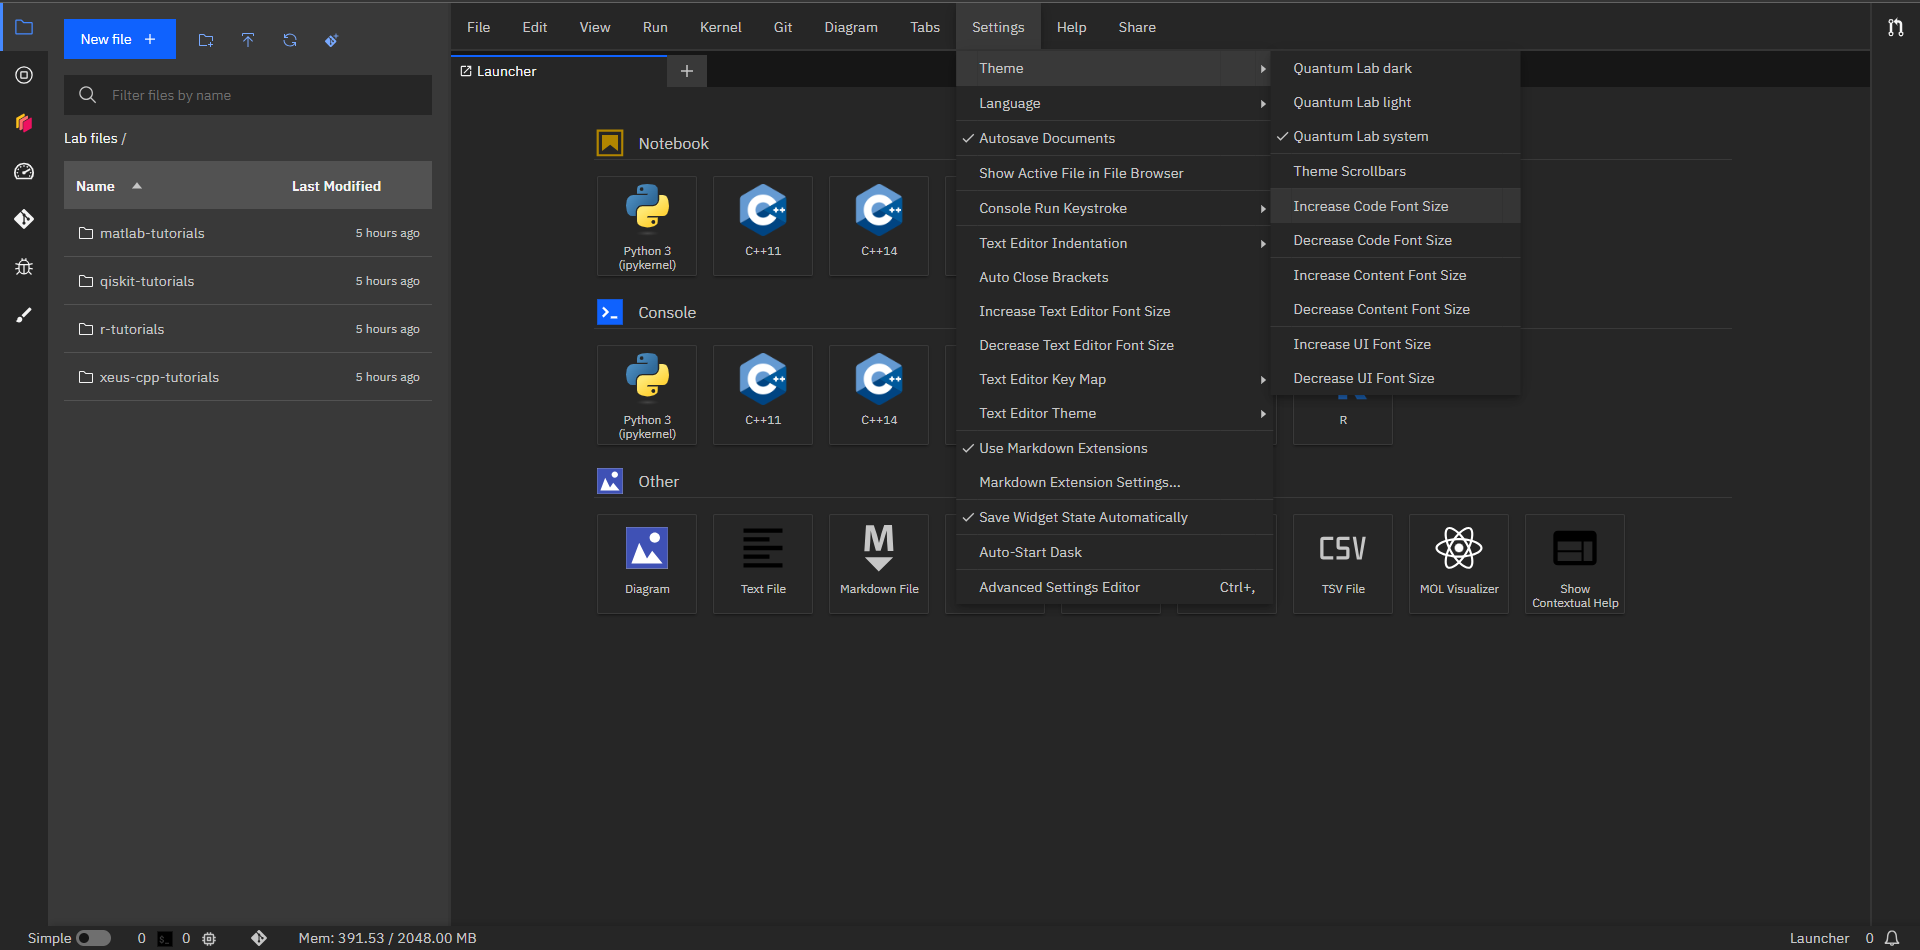 New file
File Edit View Run Kernel Git Diagram Tabs Settings Help Share
Launcher
Filter files by name
Lab files /
Name Last Modified
matlab-tutorials 5 hours ago
qiskit-tutorials 5 hours ago
r-tutorials 5 hours ago
xeus-cpp-tutorials 5 hours ago
Notebook
Python 3
(ipykernel)
C++11
C++14
Console
Python 3
(ipykernel)
C++11
C++14
R
Other
Diagram
Text File
M
Markdown File
CSV
TSV File
MOL Visualizer
Show
Contextual Help
Theme
Language
Autosave Documents
Show Active File in File Browser
Console Run Keystroke
Text Editor Indentation
Auto Close Brackets
Increase Text Editor Font Size
Decrease Text Editor Font Size
Text Editor Key Map
Text Editor Theme
Use Markdown Extensions
Markdown Extension Settings...
Save Widget State Automatically
Auto-Start Dask
Advanced Settings Editor Ctrl+,
Quantum Lab dark
Quantum Lab light
Quantum Lab system
Theme Scrollbars
Increase Code Font Size
Decrease Code Font Size
Increase Content Font Size
Decrease Content Font Size
Increase UI Font Size
Decrease UI Font Size
Simple 0 0 Mem: 391.53 / 2048.00 MB Launcher 0